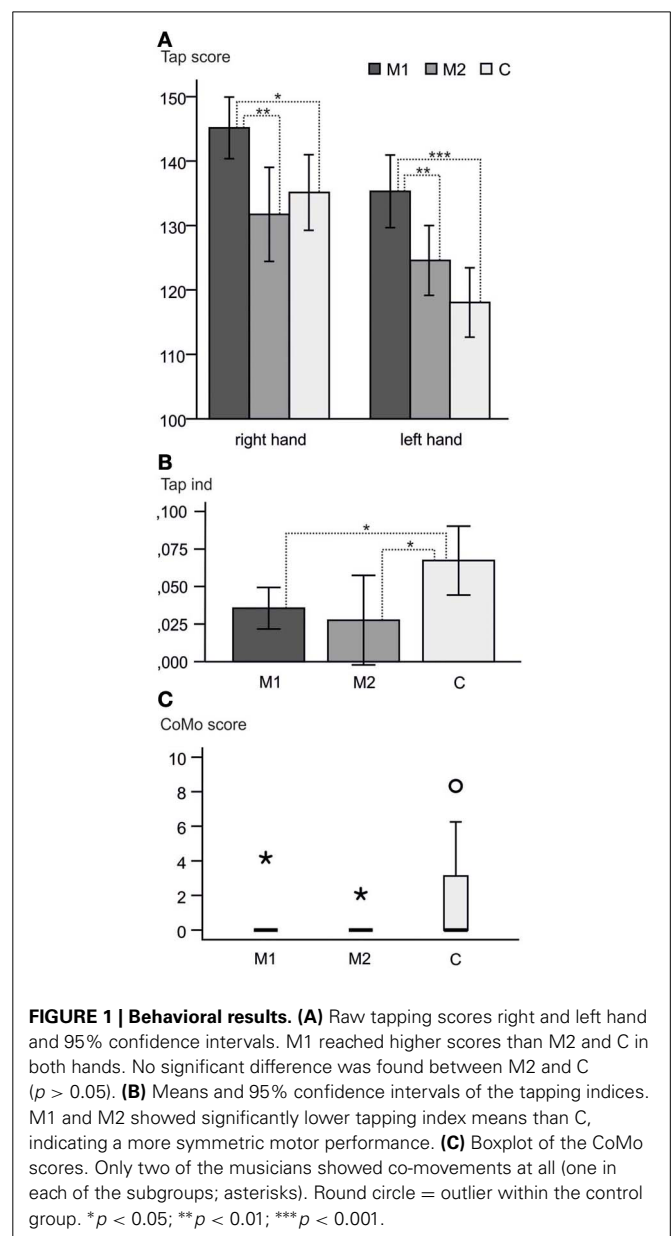 A
Tap score
M1 M2 C
150
140
130
120
110
100
*
**
***
**
right hand left hand
B
Tap ind
,100
,075
,050
,025
,000
*
*
M1 M2 C
C
CoMo score
10
8
6
4
2
0
M1 M2 C
FIGURE 1 | Behavioral results. (A) Raw tapping scores right and left hand
and 95% confidence intervals. M1 reached higher scores than M2 and C in
both hands. No significant difference was found between M2 and C
(p > 0.05). (B) Means and 95% confidence intervals of the tapping indices.
M1 and M2 showed significantly lower tapping index means than C,
indicating a more symmetric motor performance. (C) Boxplot of the CoMo
scores. Only two of the musicians showed co-movements at all (one in
each of the subgroups; asterisks). Round circle = outlier within the control
group. *p < 0.05; **p < 0.01; ***p < 0.001.